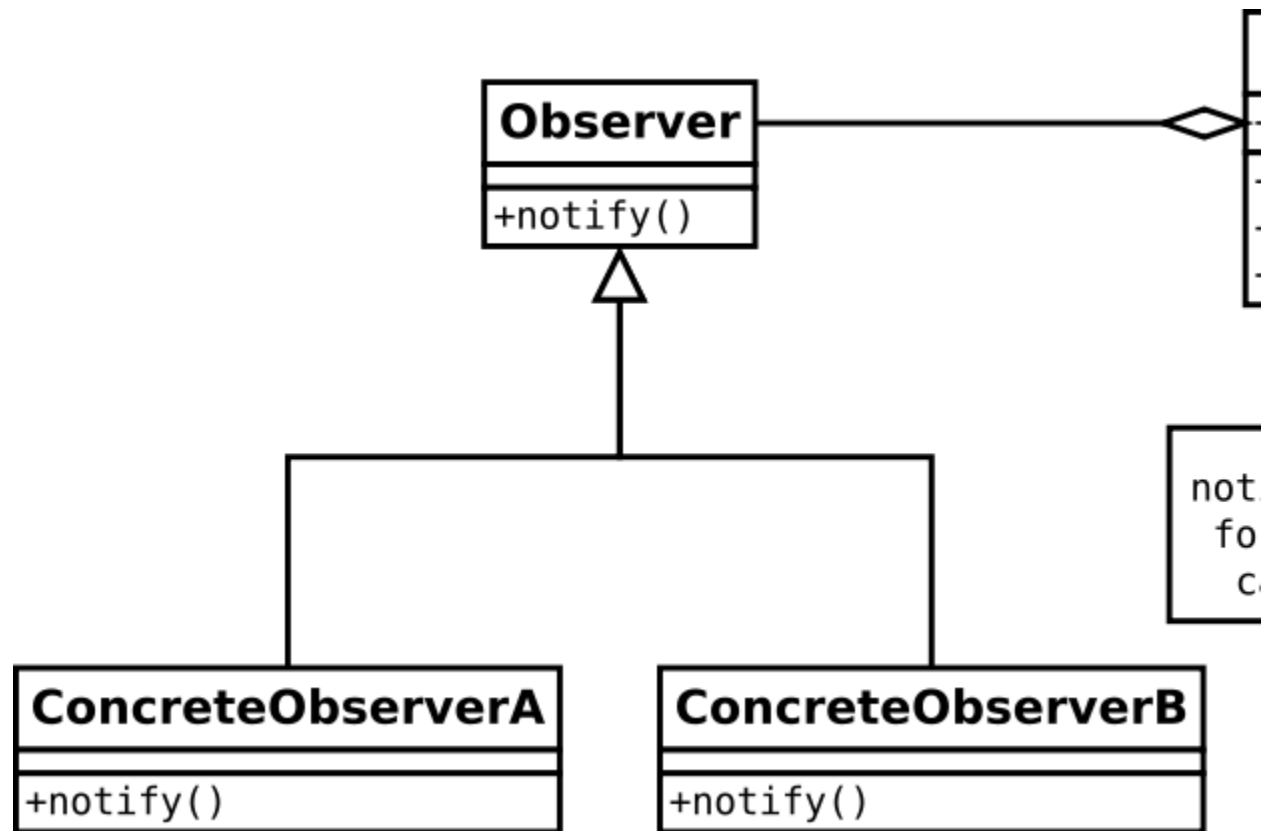 Observer
+notify()
ConcreteObserverA
+notify()
ConcreteObserverB
+notify()